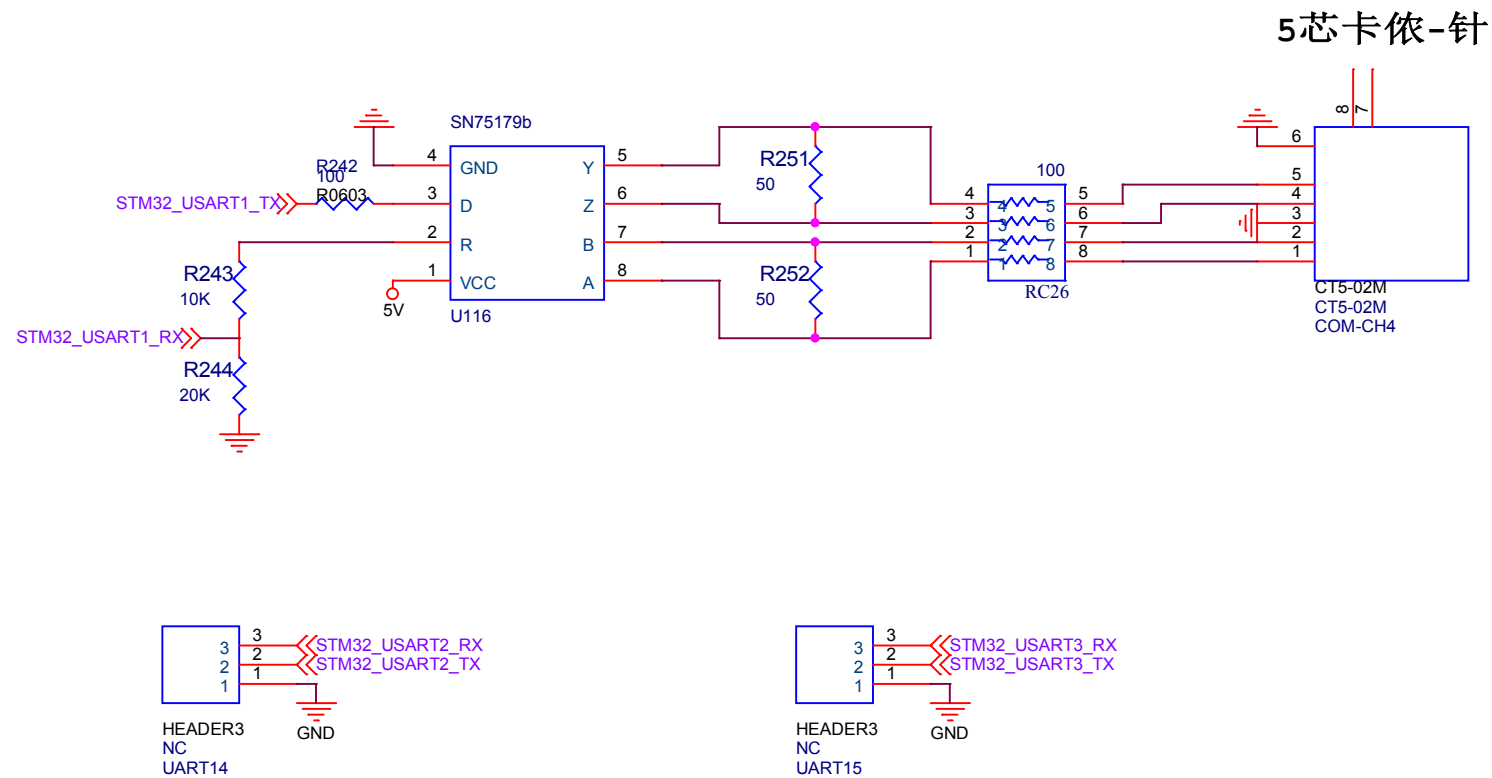 5芯卡侬-针
8
7
SN75179b
4
GND
Y
5
R242
100
R0603
STM32_USART1_TX
3
D
Z
6
2
R
B
7
1
VCC
A
8
5V
U116
R243
10K
STM32_USART1_RX
R244
20K
R251
50
R252
50
100
4
4
5
5
3
3
6
6
2
2
7
7
1
1
8
8
RC26
6
5
4
3
2
1
CT5-02M
CT5-02M
COM-CH4
3
3
STM32_USART2_RX
2
2
STM32_USART2_TX
1
1
HEADER3
GND
NC
UART14
3
3
STM32_USART3_RX
2
2
STM32_USART3_TX
1
1
HEADER3
GND
NC
UART15